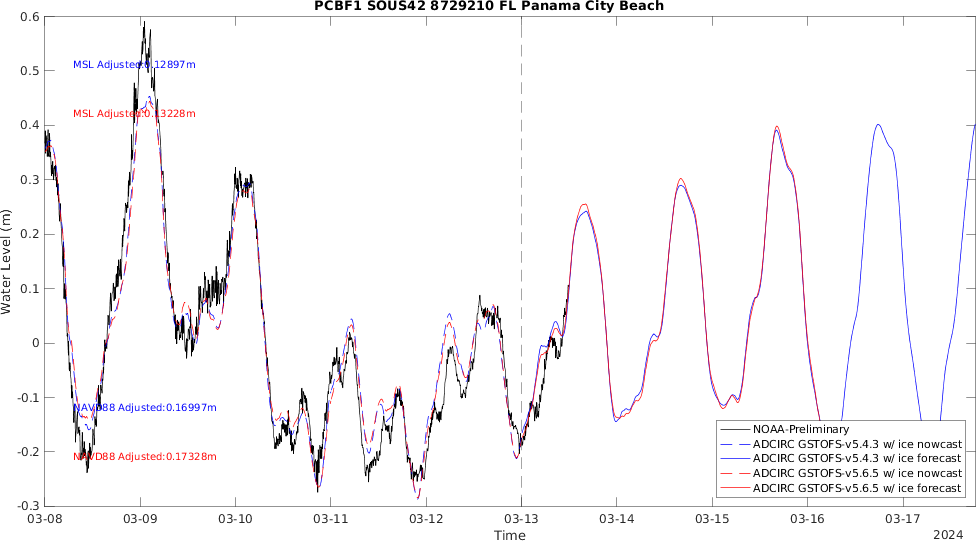 PCBF1 SOUS42 8729210 FL Panama City Beach
0.6
0.5
0.4
0.3
0.2
0.1
0
-0.1
-0.2
-0.3
Water Level (m)
MSL Adjusted:0.12897m
MSL Adjusted:0.13228m
NAVD88 Adjusted:0.16997m
NAVD88 Adjusted:0.17328m
NOAA-Preliminary
ADCIRC GSTOFS-v5.4.3 w/ ice nowcast
ADCIRC GSTOFS-v5.4.3 w/ ice forecast
ADCIRC GSTOFS-v5.6.5 w/ ice nowcast
ADCIRC GSTOFS-v5.6.5 w/ ice forecast
03-08 03-09 03-10 03-11 03-12 03-13 03-14 03-15 03-16 03-17
Time
2024